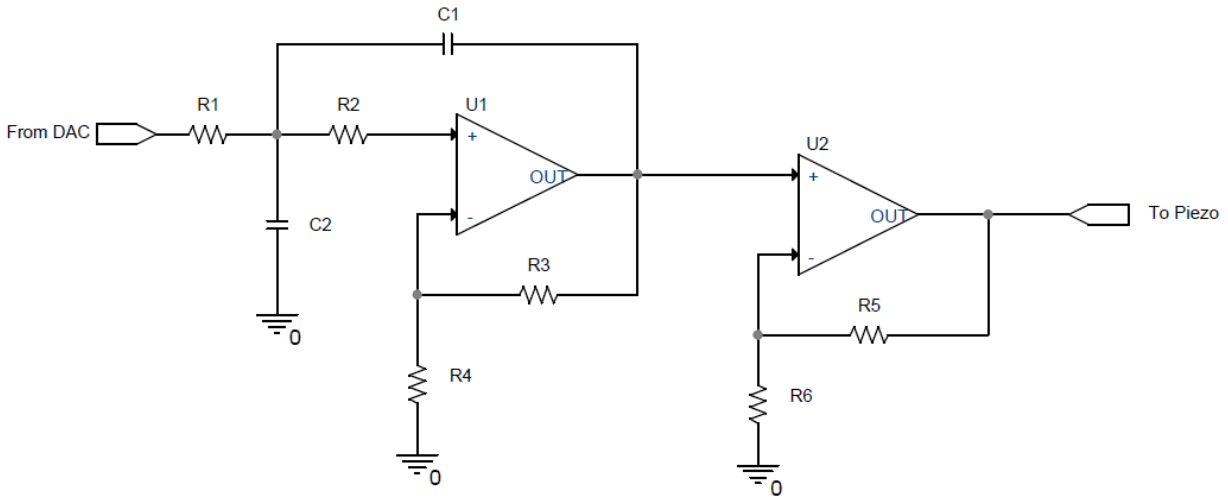 C1
R1
R2
U1
From DAC
+
U2
OUT
+
-
C2
OUT
To Piezo
R3
-
R5
0
R4
R6
0
0